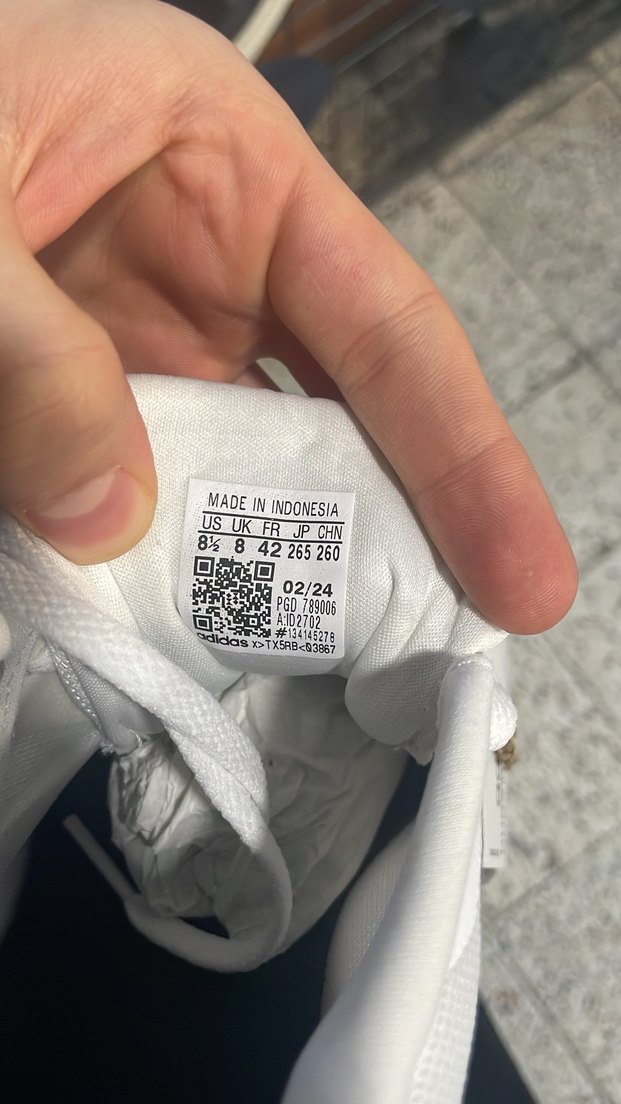 MADE IN INDONESIA
US UK FR JP CHN
8½ 8 42 265 260
02/24
PGD 789006
A:ID2702
#134145278
adidas X>TX5RB<03867